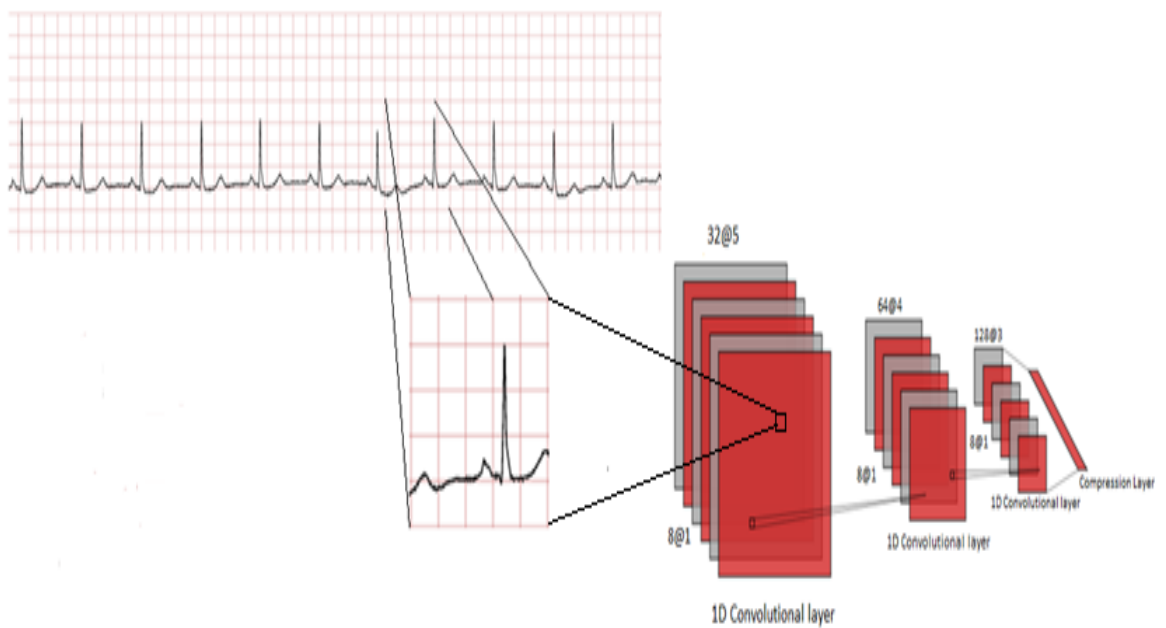 32@5
64@4
128@3
8@1
8@1
8@1
Compression Layer
1D Convolutional layer
1D Convolutional layer
1D Convolutional layer